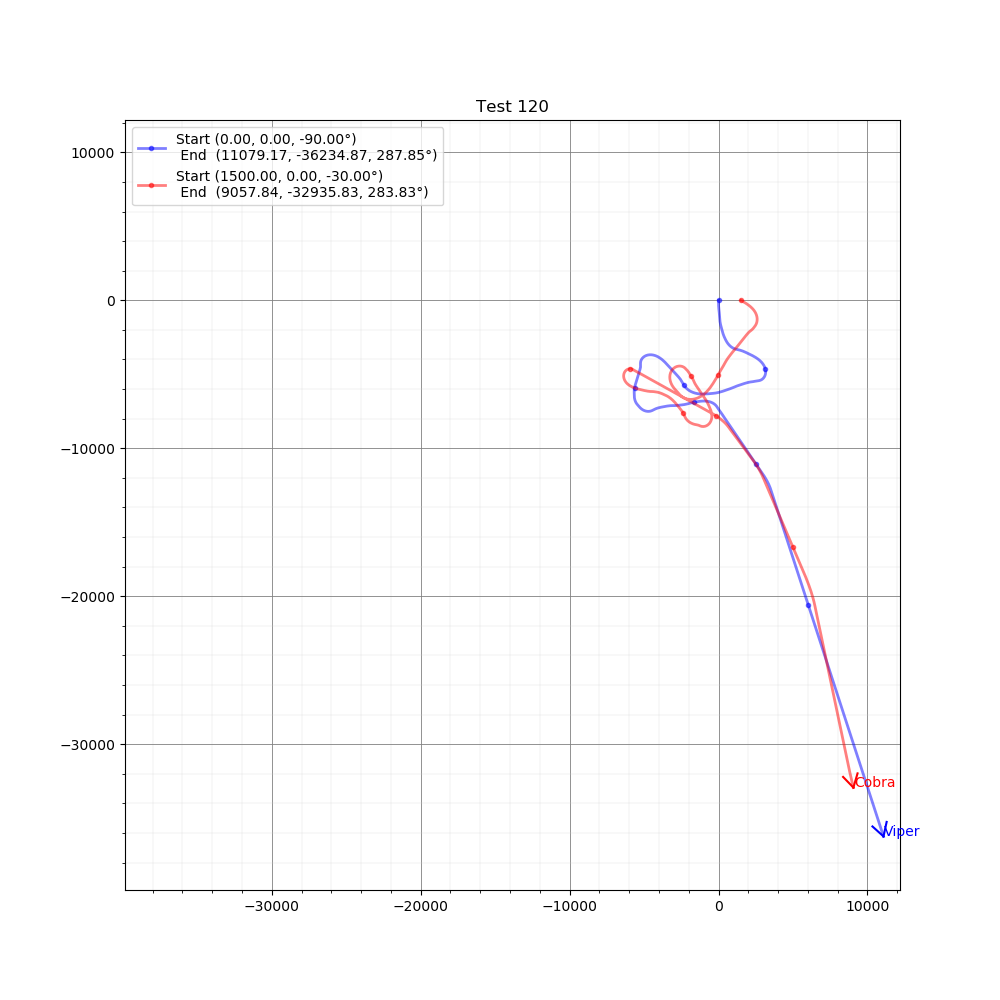 Test 120
Start (0.00, 0.00, -90.00°)
End  (11079.17, -36234.87, 287.85°)
Start (1500.00, 0.00, -30.00°)
End  (9057.84, -32935.83, 283.83°)
10000
0
−10000
−20000
−30000
Cobra
Viper
−30000
−20000
−10000
0
10000